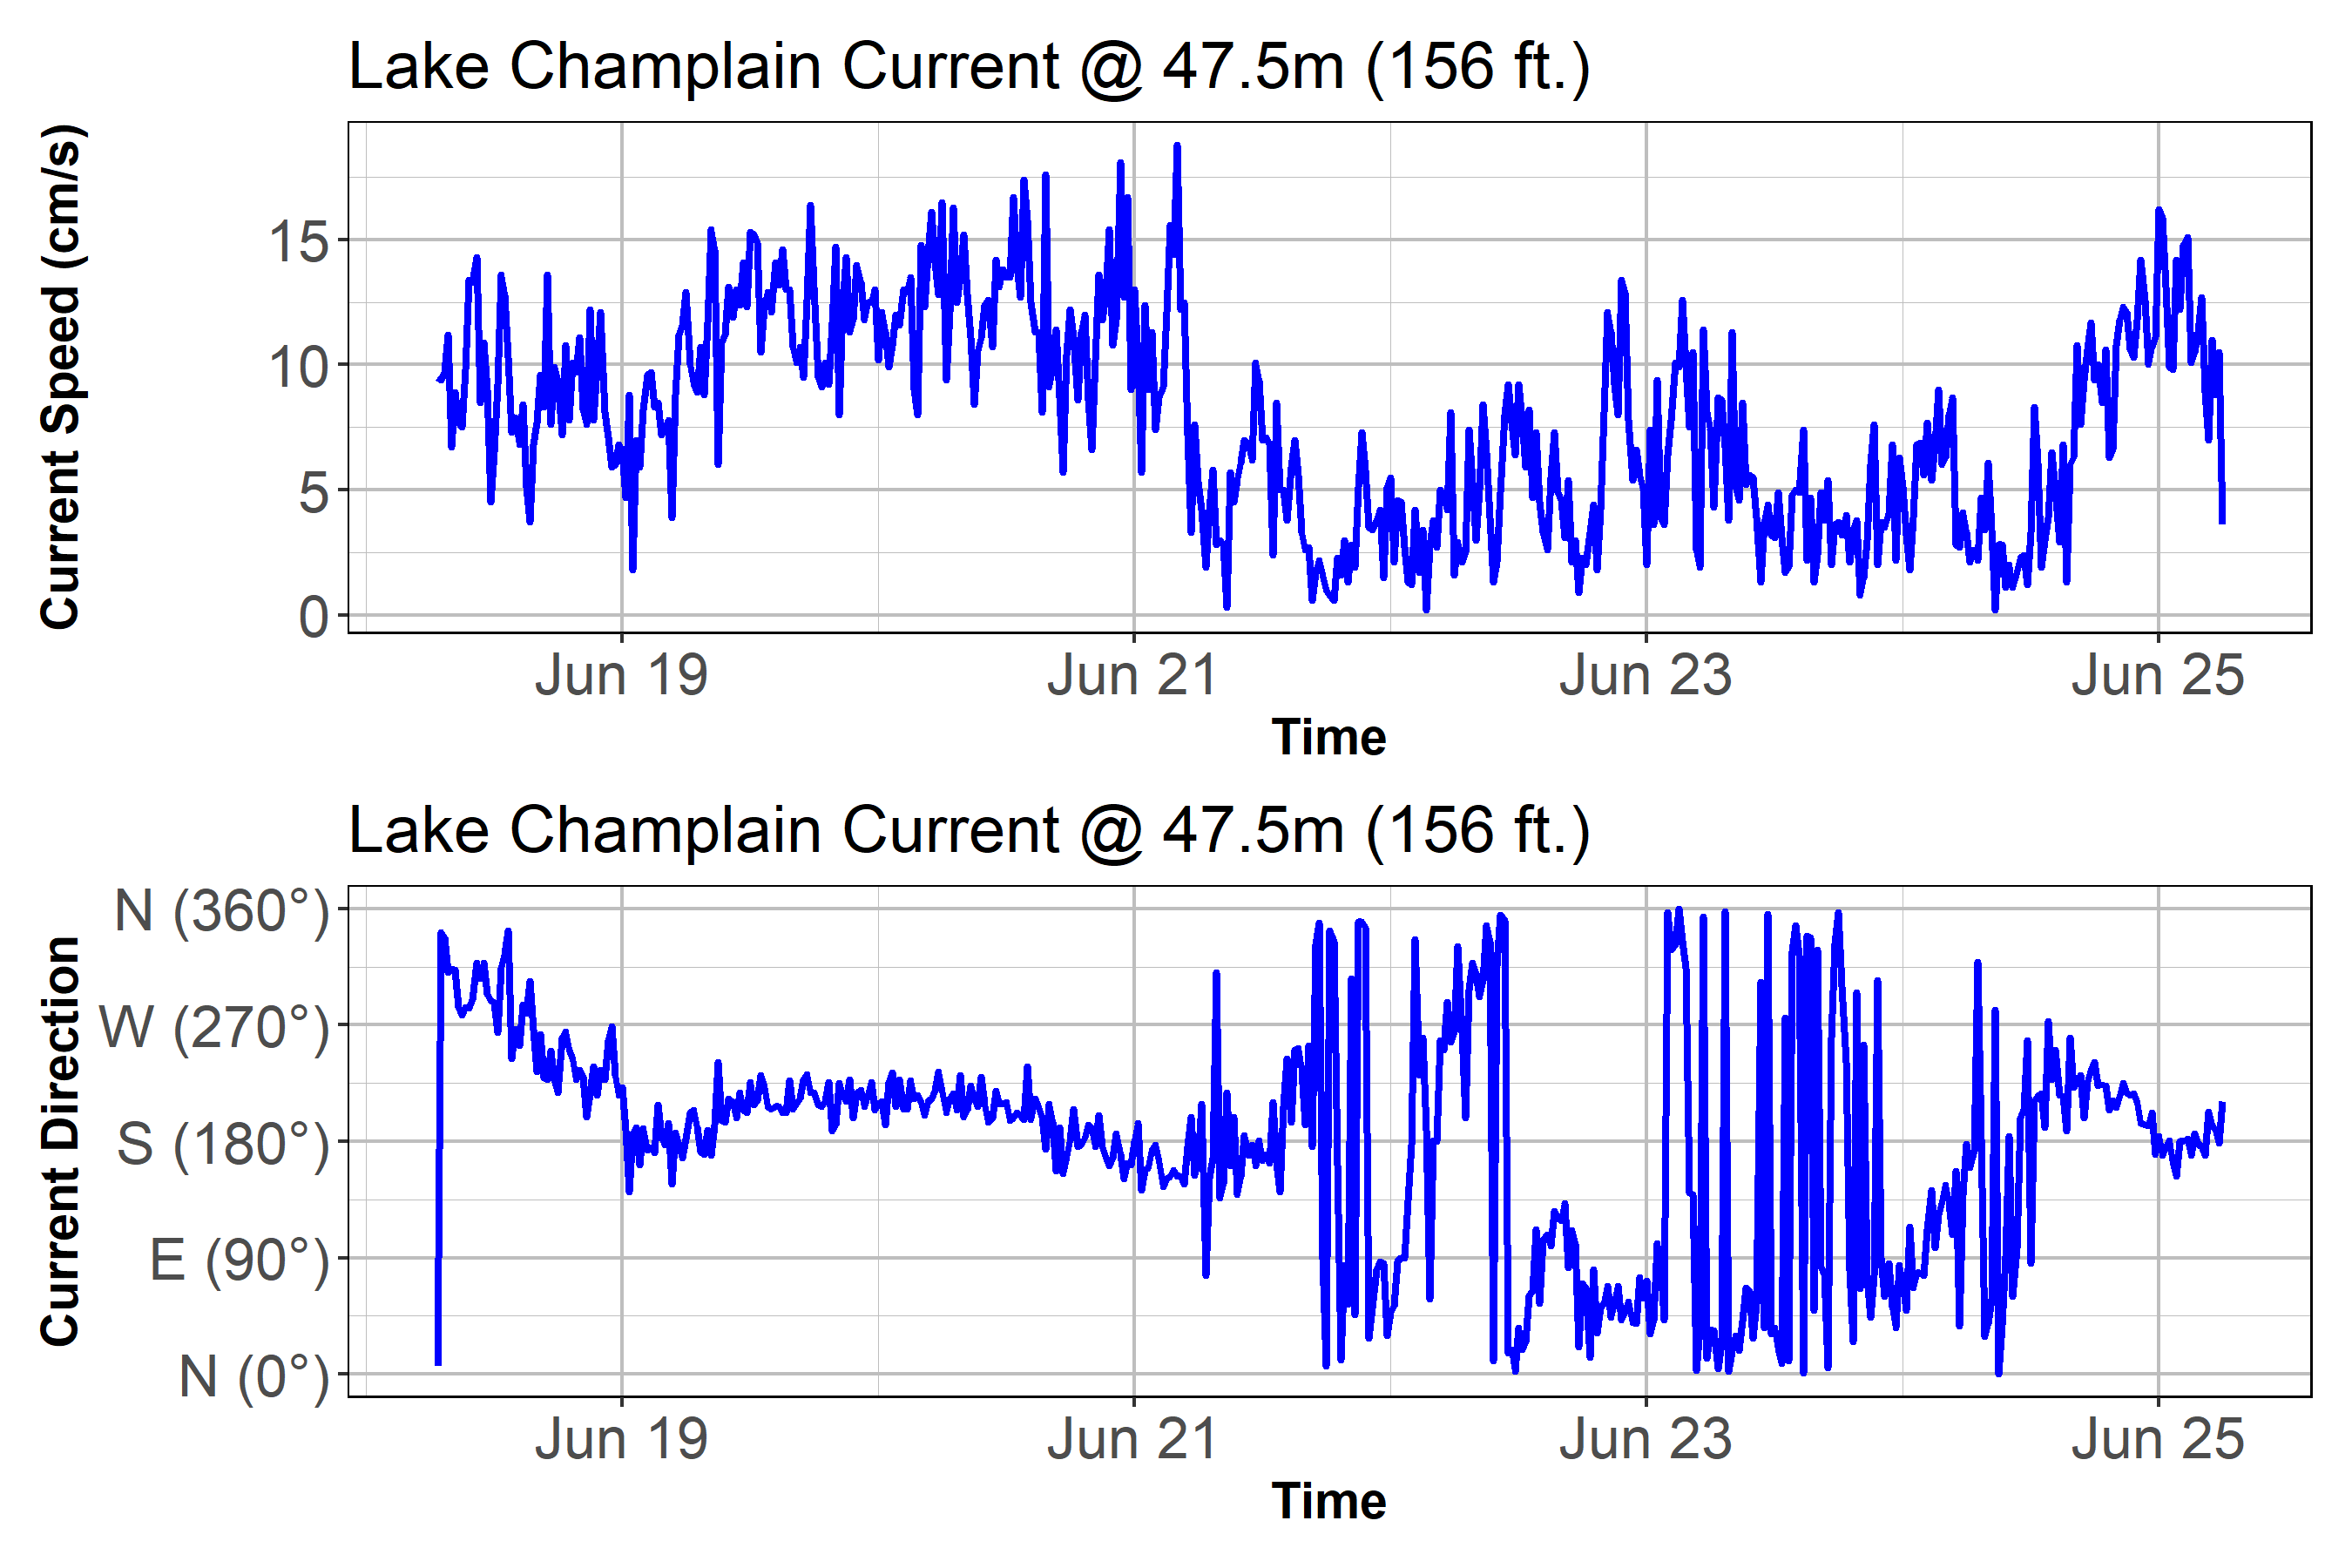 Lake Champlain Current @ 47.5m (156 ft.)
Current Speed (cm/s)
15
10
5
0
Jun 19 Jun 21 Jun 23 Jun 25
Time
Lake Champlain Current @ 47.5m (156 ft.)
Current Direction
N (360°)
W (270°)
S (180°)
E (90°)
N (0°)
Jun 19 Jun 21 Jun 23 Jun 25
Time